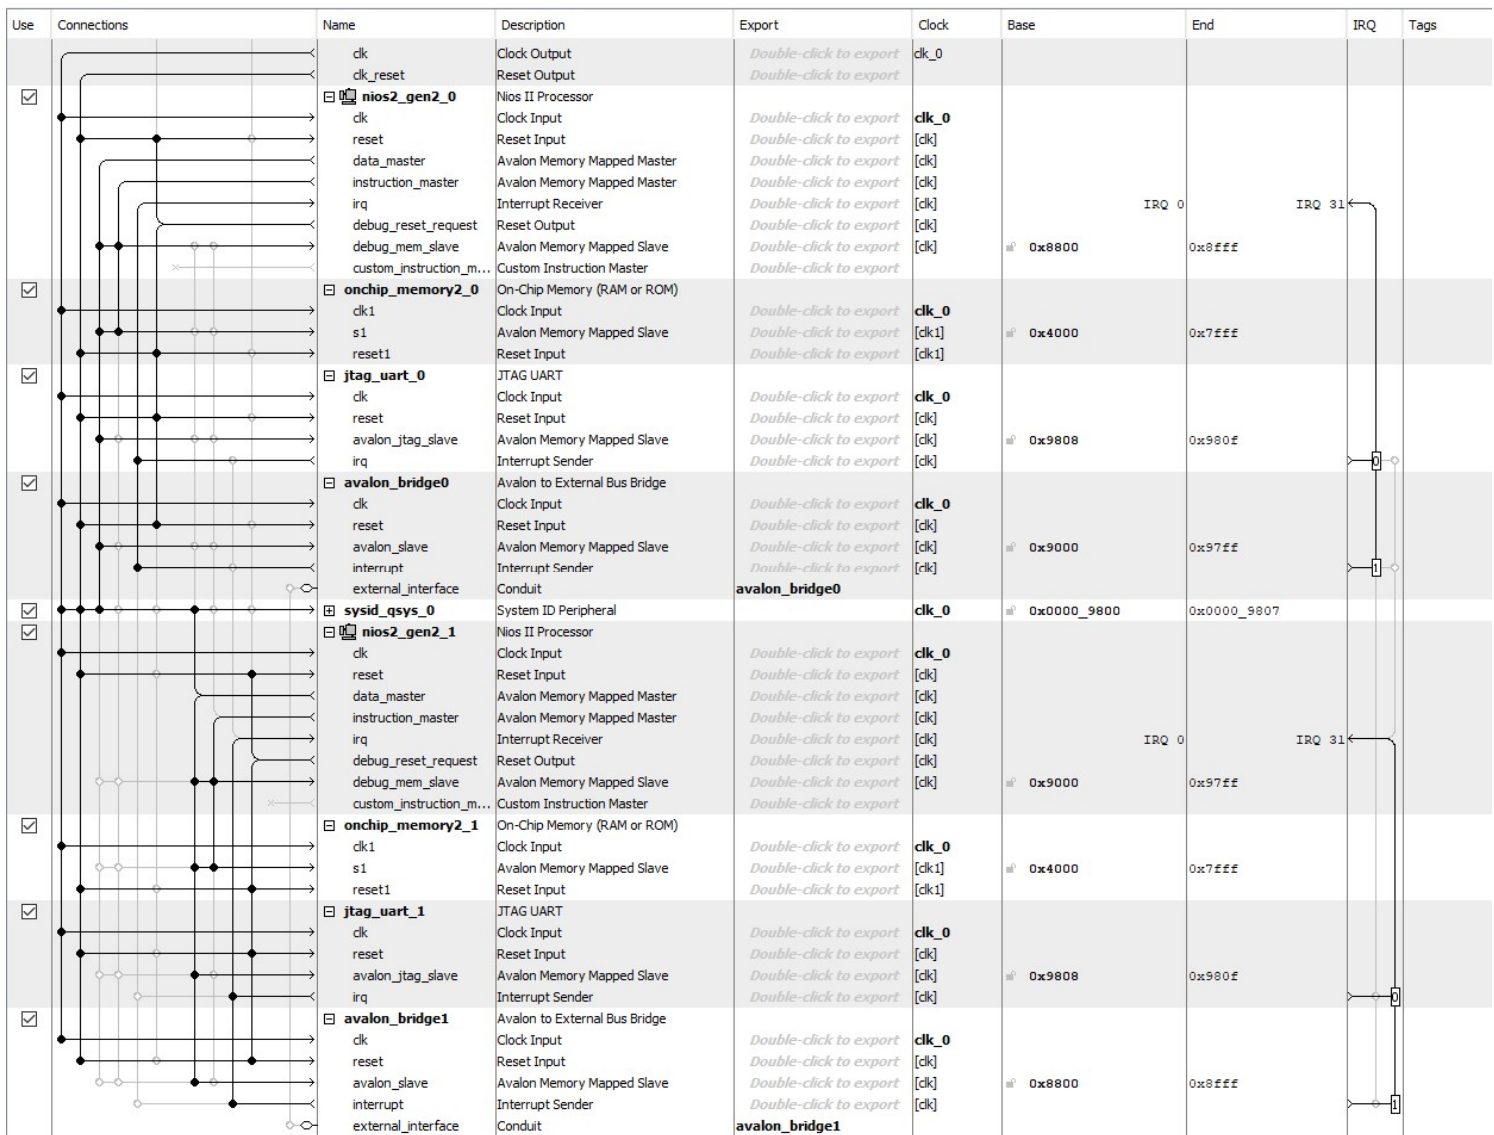 Use Connections Name Description Export Clock Base End IRQ Tags
clk Clock Output Double-click to export clk_0
clk_reset Reset Output Double-click to export
nios2_gen2_0 Nios II Processor
clk Clock Input Double-click to export clk_0
reset Reset Input Double-click to export [clk]
data_master Avalon Memory Mapped Master Double-click to export [clk]
instruction_master Avalon Memory Mapped Master Double-click to export [clk]
irq Interrupt Receiver Double-click to export [clk] IRQ 0 IRQ 31
debug_reset_request Reset Output Double-click to export [clk]
debug_mem_slave Avalon Memory Mapped Slave Double-click to export [clk] 0x8800 0x8fff
custom_instruction_m... Custom Instruction Master Double-click to export
onchip_memory2_0 On-Chip Memory (RAM or ROM)
clk1 Clock Input Double-click to export clk_0
s1 Avalon Memory Mapped Slave Double-click to export [clk1] 0x4000 0x7fff
reset1 Reset Input Double-click to export [clk1]
jtag_uart_0 JTAG UART
clk Clock Input Double-click to export clk_0
reset Reset Input Double-click to export [clk]
avalon_jtag_slave Avalon Memory Mapped Slave Double-click to export [clk] 0x9808 0x980f
irq Interrupt Sender Double-click to export [clk] 0
avalon_bridge0 Avalon to External Bus Bridge
clk Clock Input Double-click to export clk_0
reset Reset Input Double-click to export [clk]
avalon_slave Avalon Memory Mapped Slave Double-click to export [clk] 0x9000 0x97ff
interrupt Interrupt Sender Double-click to export [clk] 1
external_interface Conduit avalon_bridge0
sysid_qsys_0 System ID Peripheral clk_0 0x0000_9800 0x0000_9807
nios2_gen2_1 Nios II Processor
clk Clock Input Double-click to export clk_0
reset Reset Input Double-click to export [clk]
data_master Avalon Memory Mapped Master Double-click to export [clk]
instruction_master Avalon Memory Mapped Master Double-click to export [clk]
irq Interrupt Receiver Double-click to export [clk] IRQ 0 IRQ 31
debug_reset_request Reset Output Double-click to export [clk]
debug_mem_slave Avalon Memory Mapped Slave Double-click to export [clk] 0x9000 0x97ff
custom_instruction_m... Custom Instruction Master Double-click to export
onchip_memory2_1 On-Chip Memory (RAM or ROM)
clk1 Clock Input Double-click to export clk_0
s1 Avalon Memory Mapped Slave Double-click to export [clk1] 0x4000 0x7fff
reset1 Reset Input Double-click to export [clk1]
jtag_uart_1 JTAG UART
clk Clock Input Double-click to export clk_0
reset Reset Input Double-click to export [clk]
avalon_jtag_slave Avalon Memory Mapped Slave Double-click to export [clk] 0x9808 0x980f
irq Interrupt Sender Double-click to export [clk] 0
avalon_bridge1 Avalon to External Bus Bridge
clk Clock Input Double-click to export clk_0
reset Reset Input Double-click to export [clk]
avalon_slave Avalon Memory Mapped Slave Double-click to export [clk] 0x8800 0x8fff
interrupt Interrupt Sender Double-click to export [clk] 1
external_interface Conduit avalon_bridge1